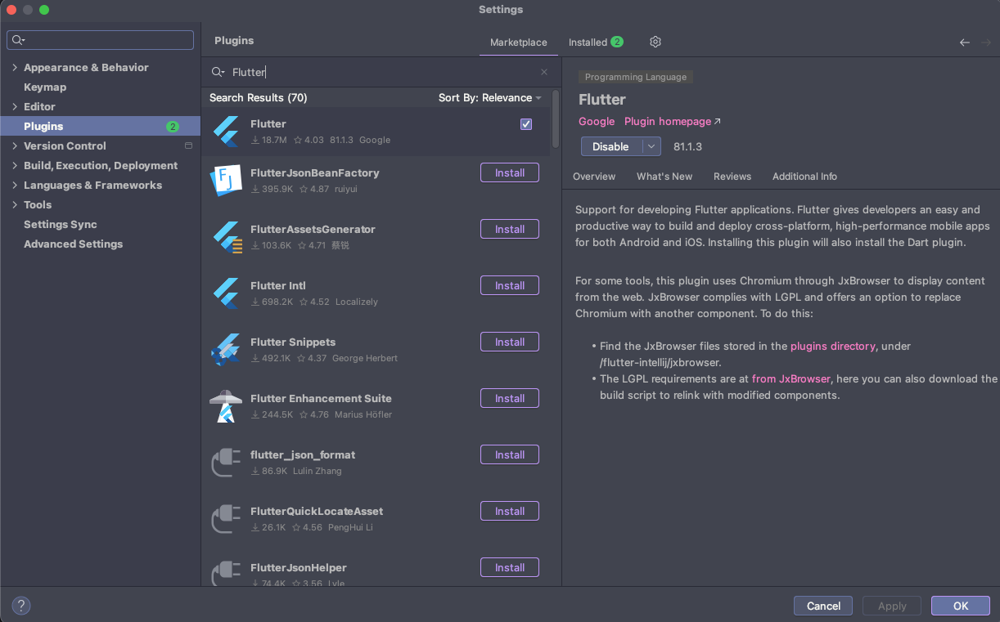 Settings
Appearance & Behavior
Keymap
Editor
Plugins 2
Version Control
Build, Execution, Deployment
Languages & Frameworks
Tools
Settings Sync
Advanced Settings
Plugins
Marketplace
Installed 2
Flutter
Search Results (70)
Sort By: Relevance
Flutter
18.7M 4.03 81.1.3 Google
FlutterJsonBeanFactory
395.9K 4.87 ruiyui
Install
FlutterAssetsGenerator
103.6K 4.71 蔡锐
Install
Flutter Intl
698.2K 4.52 Localizely
Install
Flutter Snippets
492.1K 4.37 George Herbert
Install
Flutter Enhancement Suite
244.5K 4.76 Marius Höfler
Install
flutter_json_format
86.9K Lulin Zhang
Install
FlutterQuickLocateAsset
26.1K 4.56 PengHui Li
Install
FlutterJsonHelper
74.4K 3.56 Lyle
Install
Programming Language
Flutter
Google Plugin homepage ↗
Disable
81.1.3
Overview
What's New
Reviews
Additional Info
Support for developing Flutter applications. Flutter gives developers an easy and
productive way to build and deploy cross-platform, high-performance mobile apps
for both Android and iOS. Installing this plugin will also install the Dart plugin.
For some tools, this plugin uses Chromium through JxBrowser to display content
from the web. JxBrowser complies with LGPL and offers an option to replace
Chromium with another component. To do this:
• Find the JxBrowser files stored in the plugins directory, under
/flutter-intellij/jxbrowser.
• The LGPL requirements are at from JxBrowser, here you can also download the
build script to relink with modified components.
?
Cancel
Apply
OK